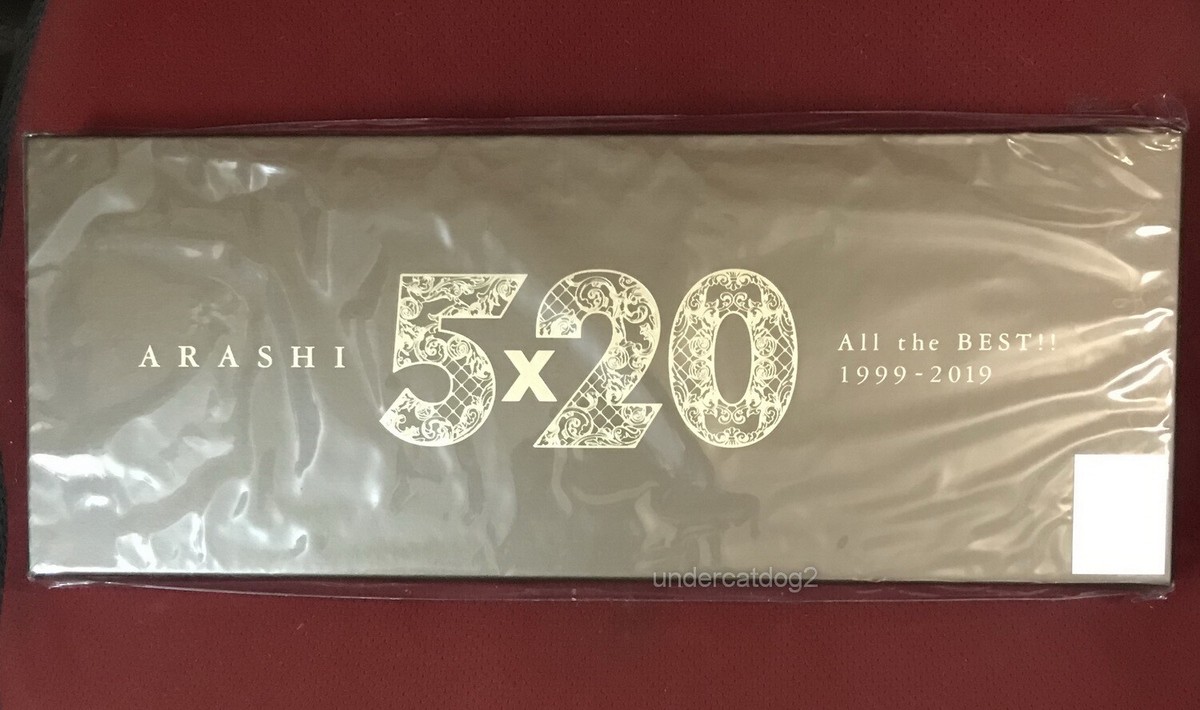 ARASHI
5x20
All the BEST!!
1999-2019
undercatdog2